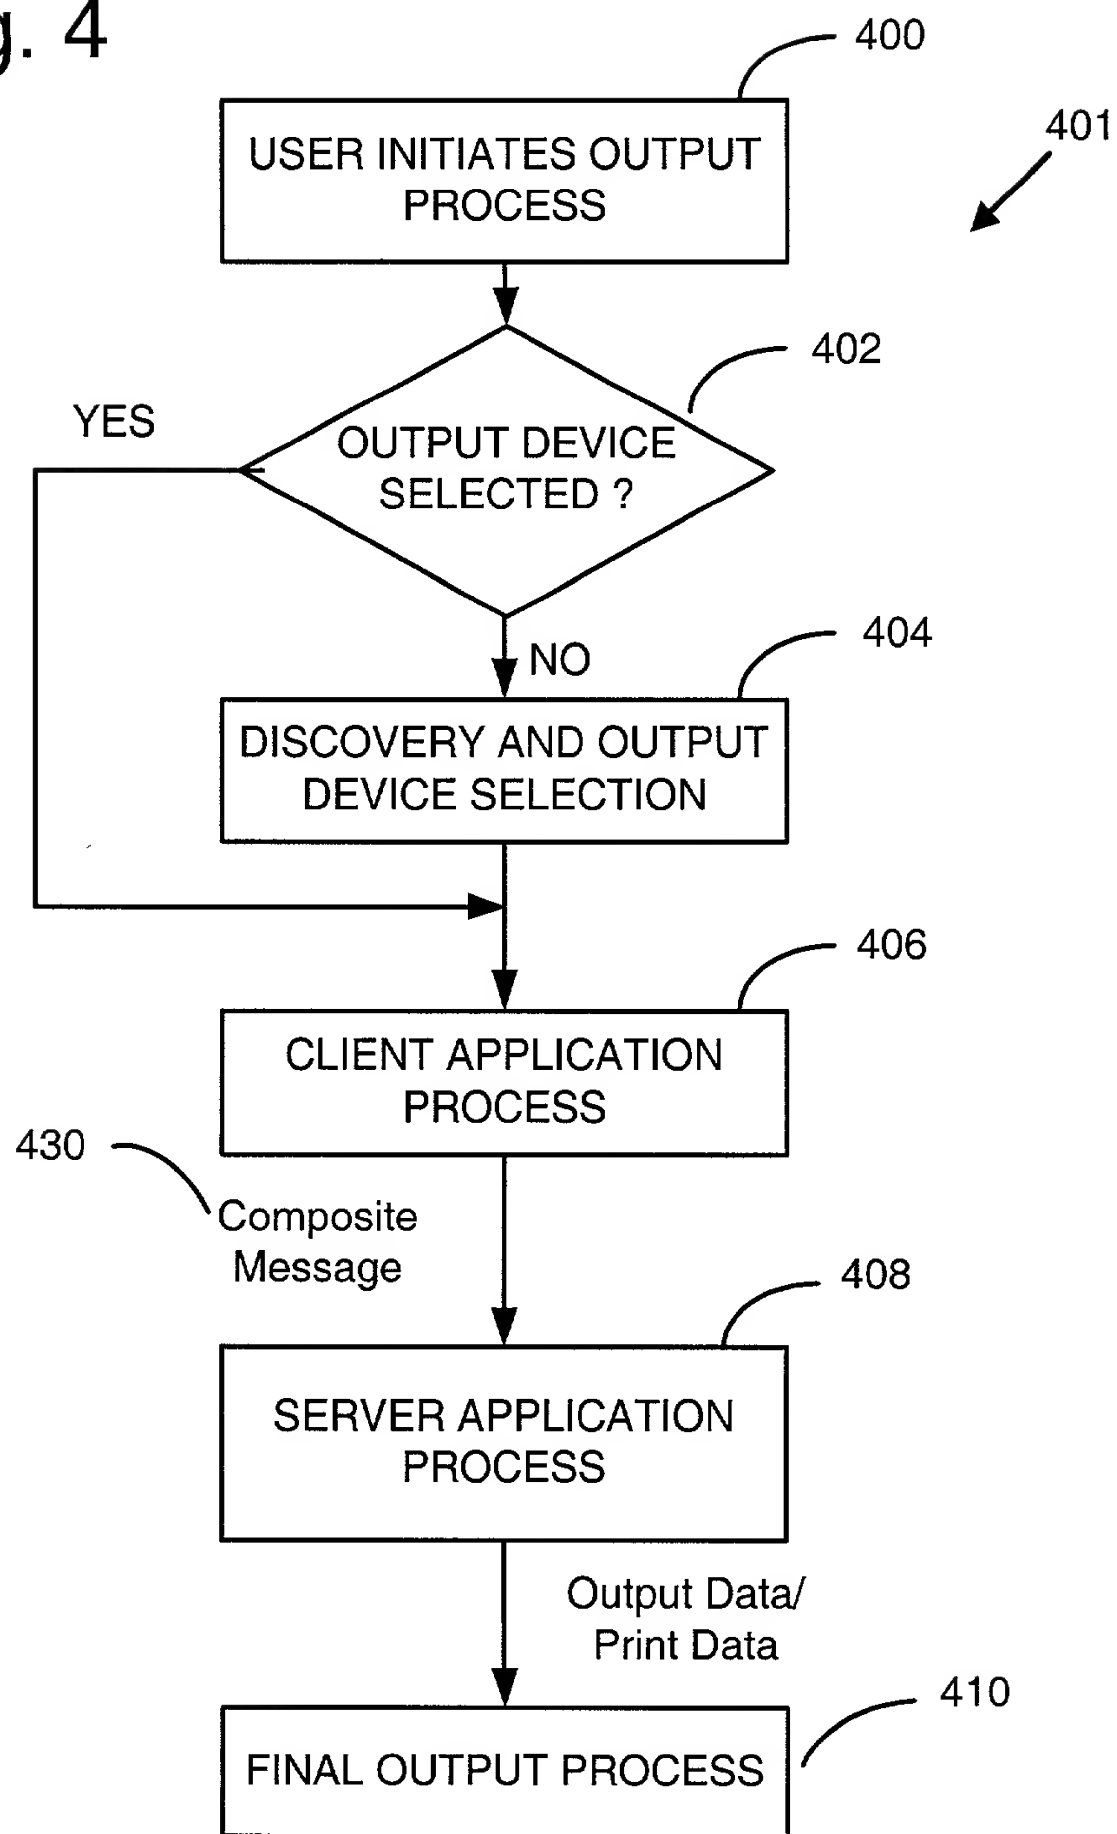 g. 4
400
USER INITIATES OUTPUT
PROCESS
401
402
YES
OUTPUT DEVICE
SELECTED ?
404
NO
DISCOVERY AND OUTPUT
DEVICE SELECTION
406
CLIENT APPLICATION
PROCESS
430
Composite
Message
408
SERVER APPLICATION
PROCESS
Output Data/
Print Data
410
FINAL OUTPUT PROCESS